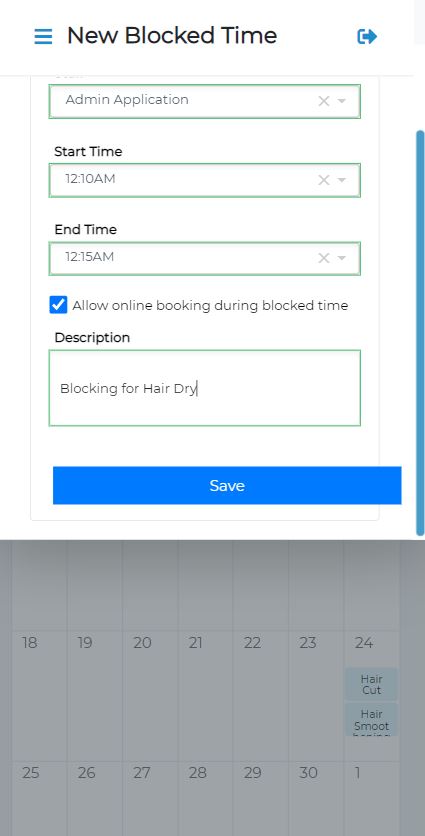 New Blocked Time
Admin Application
Start Time
12:10AM
End Time
12:15AM
Allow online booking during blocked time
Description
Blocking for Hair Dry
Save
18 19 20 21 22 23 24
Hair
Cut
Hair
Smoot
25 26 27 28 29 30 1